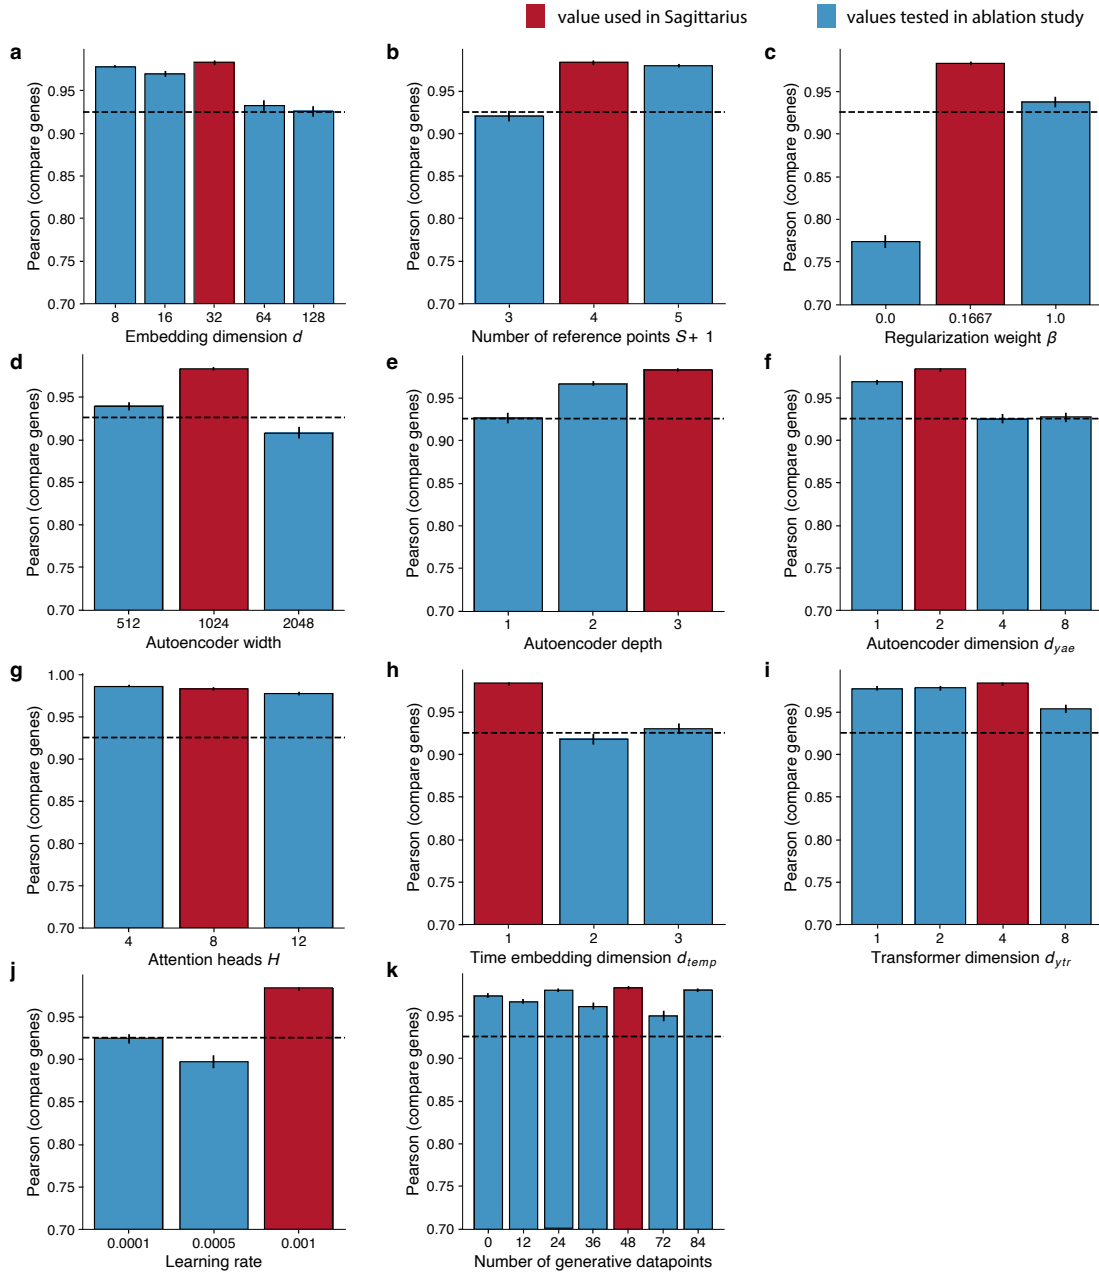 value used in Sagittarius
values tested in ablation study
a
Pearson (compare genes)
0.95
0.90
0.85
0.80
0.75
0.70
8 16 32 64 128
Embedding dimension d
b
Pearson (compare genes)
0.95
0.90
0.85
0.80
0.75
0.70
3 4 5
Number of reference points S + 1
c
Pearson (compare genes)
0.95
0.90
0.85
0.80
0.75
0.70
0.0 0.1667 1.0
Regularization weight β
d
Pearson (compare genes)
0.95
0.90
0.85
0.80
0.75
0.70
512 1024 2048
Autoencoder width
e
Pearson (compare genes)
0.95
0.90
0.85
0.80
0.75
0.70
1 2 3
Autoencoder depth
f
Pearson (compare genes)
0.95
0.90
0.85
0.80
0.75
0.70
1 2 4 8
Autoencoder dimension dyae
g
Pearson (compare genes)
1.00
0.95
0.90
0.85
0.80
0.75
0.70
4 8 12
Attention heads H
h
Pearson (compare genes)
0.95
0.90
0.85
0.80
0.75
0.70
1 2 3
Time embedding dimension dtemp
i
Pearson (compare genes)
0.95
0.90
0.85
0.80
0.75
0.70
1 2 4 8
Transformer dimension dytr
j
Pearson (compare genes)
0.95
0.90
0.85
0.80
0.75
0.70
0.0001 0.0005 0.001
Learning rate
k
Pearson (compare genes)
0.95
0.90
0.85
0.80
0.75
0.70
0 12 24 36 48 72 84
Number of generative datapoints